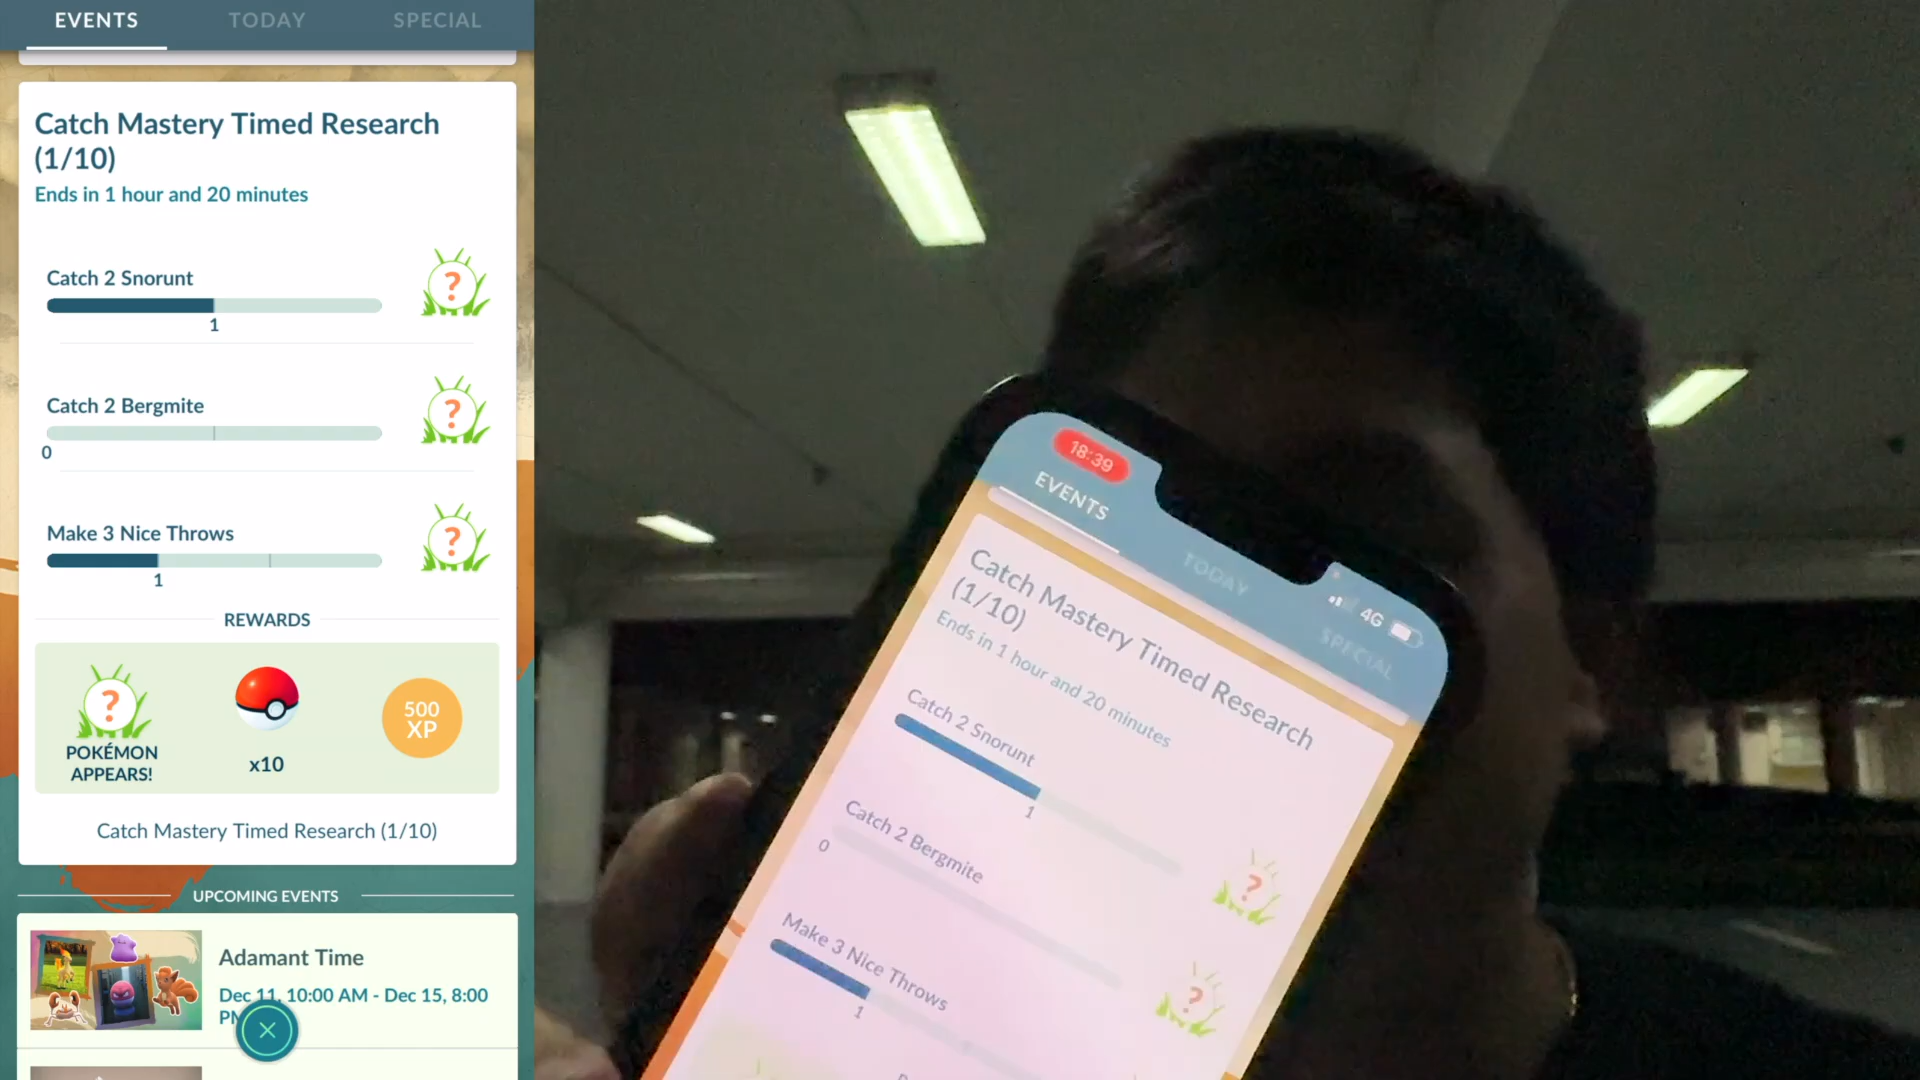 EVENTS TODAY SPECIAL
Catch Mastery Timed Research
(1/10)
Ends in 1 hour and 20 minutes
Catch 2 Snorunt
?
1
Catch 2 Bergmite
?
0
Make 3 Nice Throws
?
1
REWARDS
?
POKÉMON
APPEARS!
x10
500
XP
Catch Mastery Timed Research (1/10)
UPCOMING EVENTS
Adamant Time
Dec 11, 10:00 AM - Dec 15, 8:00
PM
18:39
4G
EVENTS
TODAY
SPECIAL
Catch Mastery Timed Research
(1/10)
Ends in 1 hour and 20 minutes
Catch 2 Snorunt
1
?
Catch 2 Bergmite
0
?
Make 3 Nice Throws
1